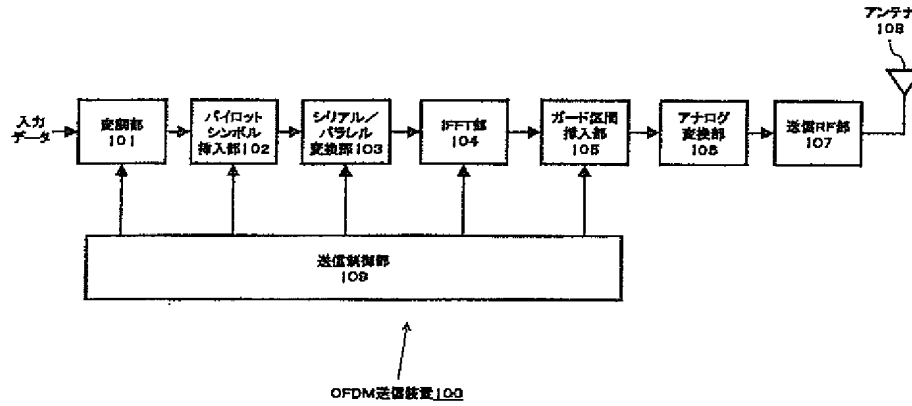 アンテナ
108
入力
データ
変調部
101
パイロット
シンボル
挿入部102
シリアル／
パラレル
変換部103
IFFT部
104
ガード区間
挿入部
105
アナログ
変換部
106
送信RF部
107
送信制御部
109
OFDM送信装置100